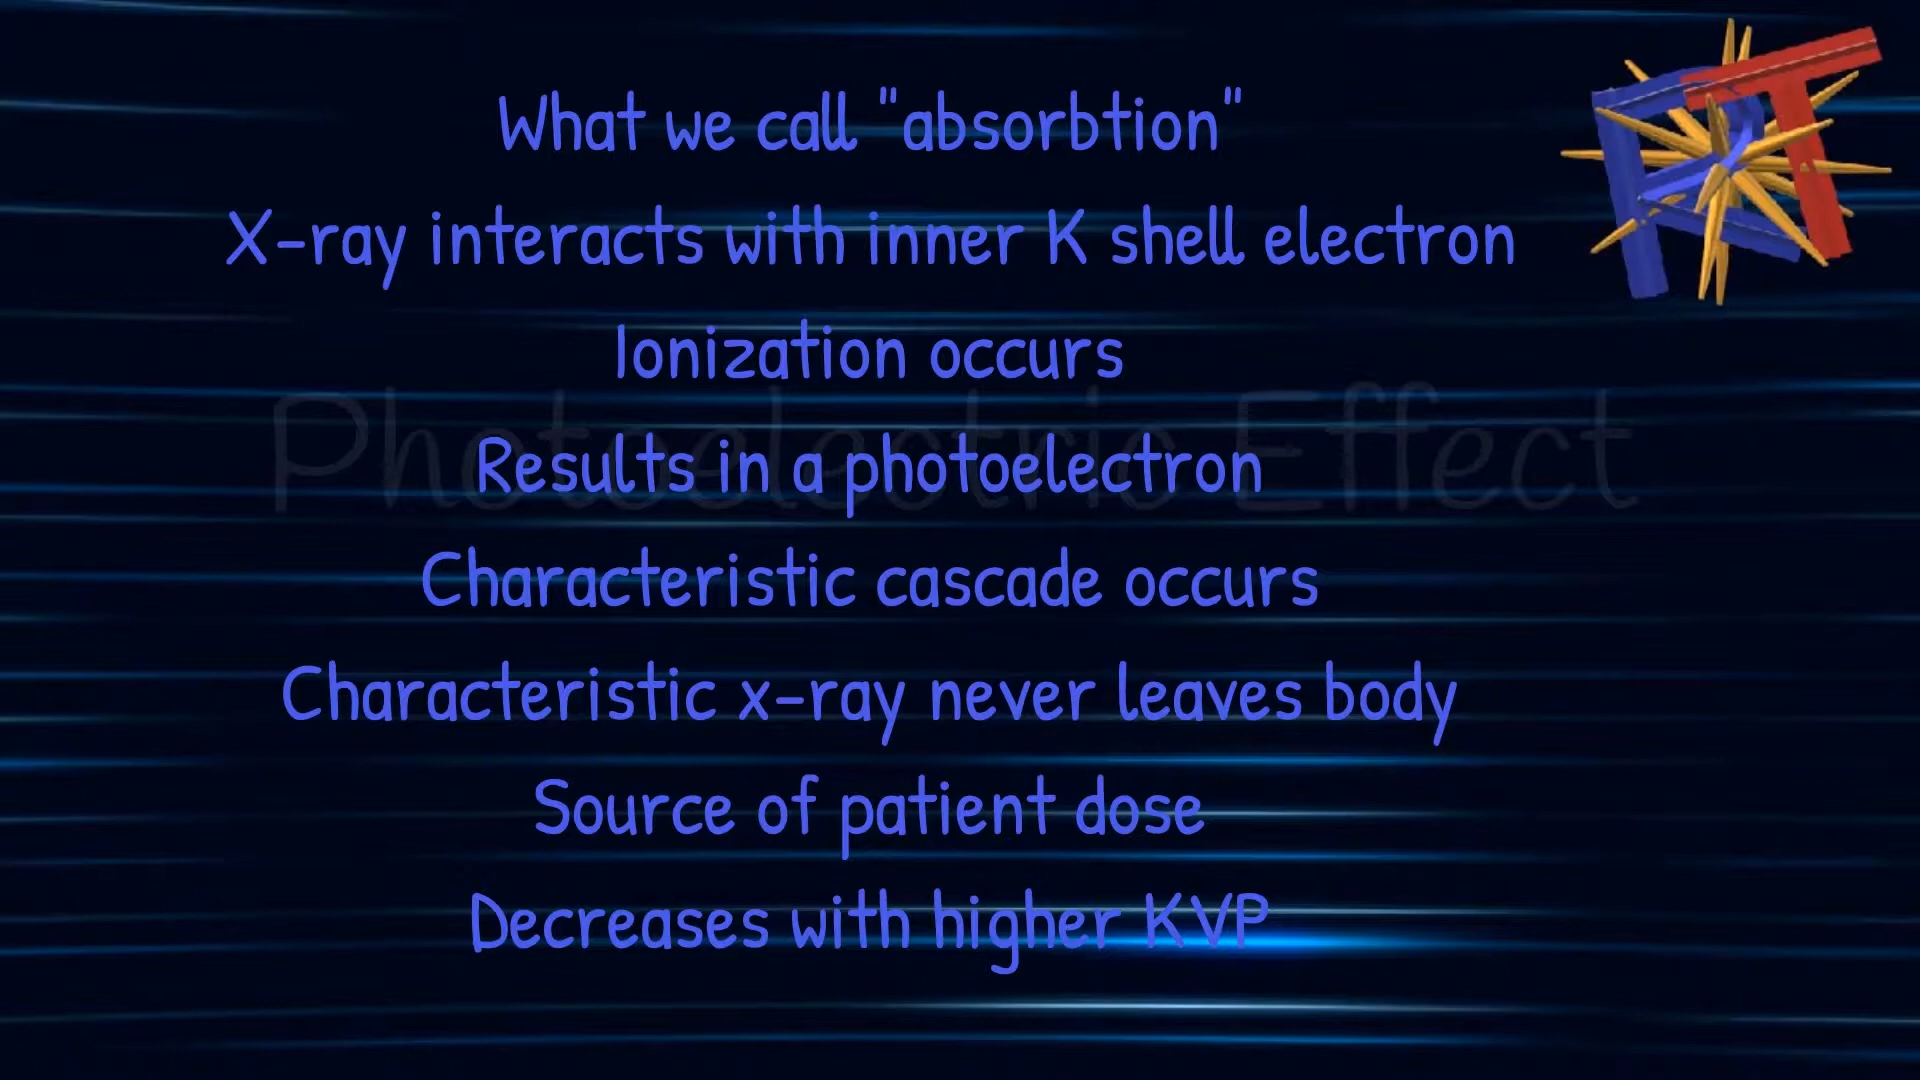 What we call "absorbtion"
X-ray interacts with inner K shell electron
Ionization occurs
Photoelectric Effect
Results in a photoelectron
Characteristic cascade occurs
Characteristic x-ray never leaves body
Source of patient dose
Decreases with higher KVP
RT